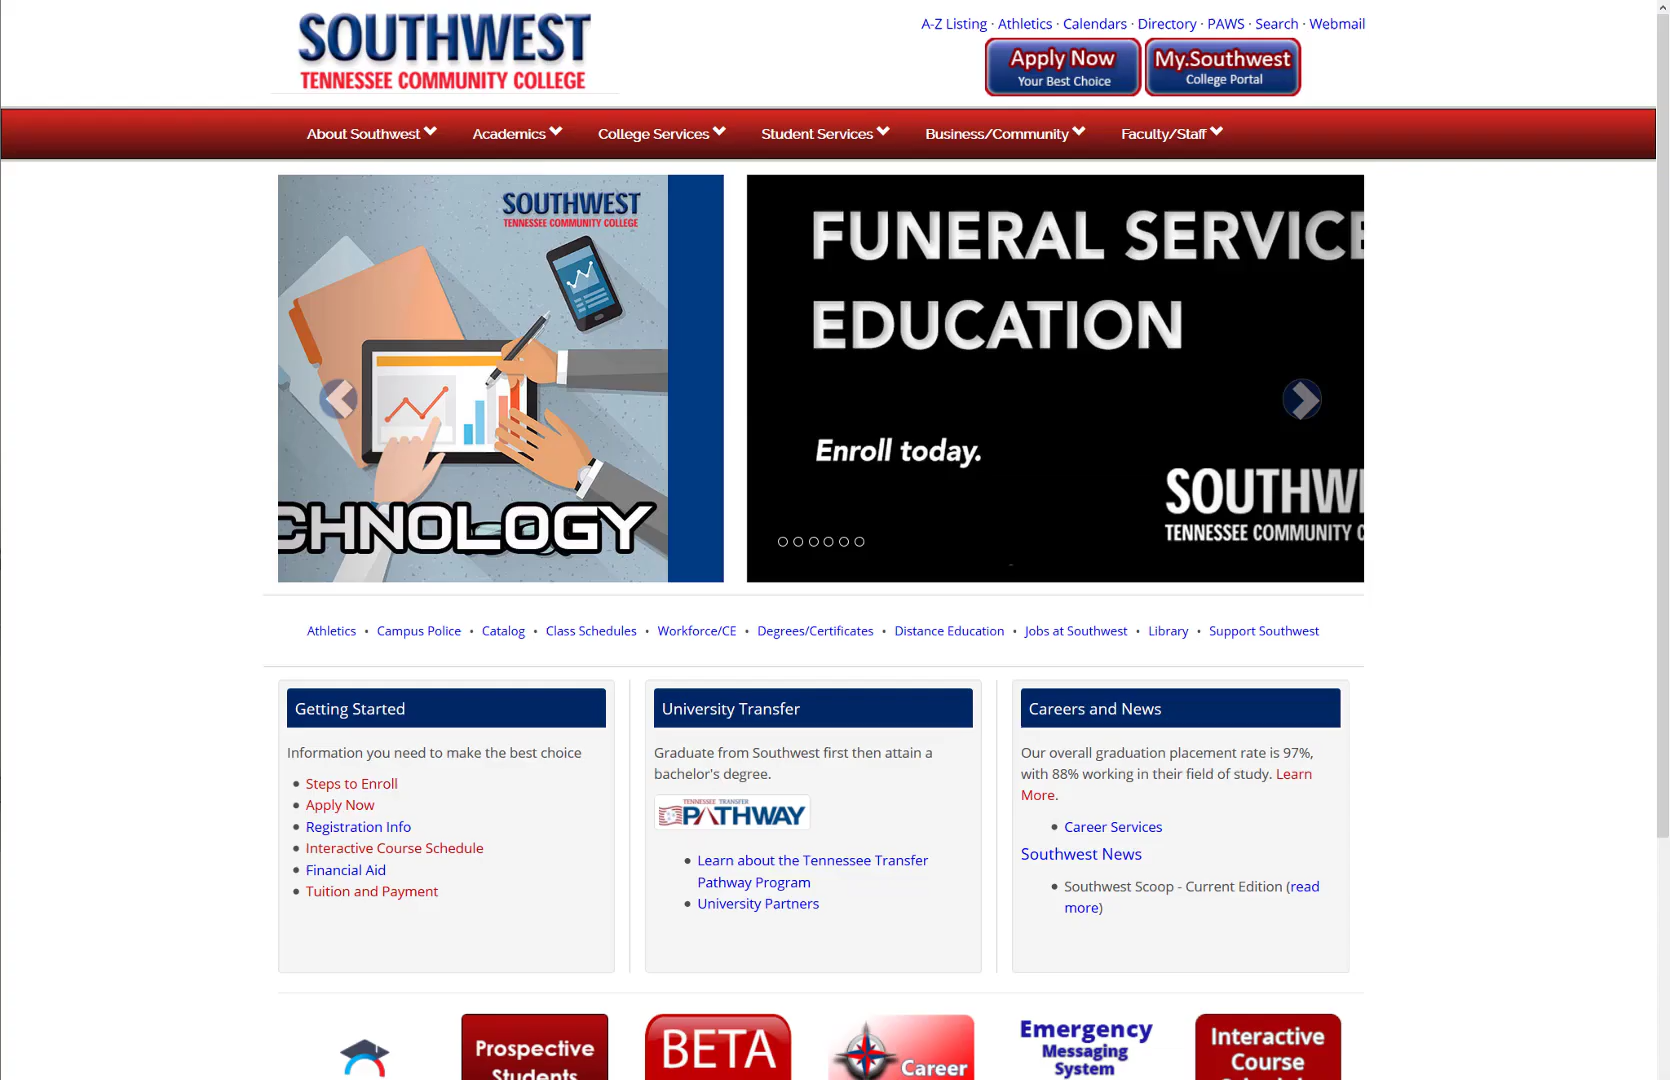 SOUTHWEST
TENNESSEE COMMUNITY COLLEGE
A-Z Listing · Athletics · Calendars · Directory · PAWS · Search · Webmail
Apply Now
Your Best Choice
My.Southwest
College Portal
About Southwest
Academics
College Services
Student Services
Business/Community
Faculty/Staff
SOUTHWEST
TENNESSEE COMMUNITY COLLEGE
CHNOLOGY
FUNERAL SERVICE
EDUCATION
Enroll today.
SOUTHW
TENNESSEE COMMUNITY C
Athletics • Campus Police • Catalog • Class Schedules • Workforce/CE • Degrees/Certificates • Distance Education • Jobs at Southwest • Library • Support Southwest
Getting Started
Information you need to make the best choice
• Steps to Enroll
• Apply Now
• Registration Info
• Interactive Course Schedule
• Financial Aid
• Tuition and Payment
University Transfer
Graduate from Southwest first then attain a
bachelor's degree.
TENNESSEE TRANSFER
PATHWAY
• Learn about the Tennessee Transfer
Pathway Program
• University Partners
Careers and News
Our overall graduation placement rate is 97%,
with 88% working in their field of study. Learn
More.
• Career Services
Southwest News
• Southwest Scoop - Current Edition (read
more)
Prospective
Students
BETA
Career
Emergency
Messaging
System
Interactive
Course